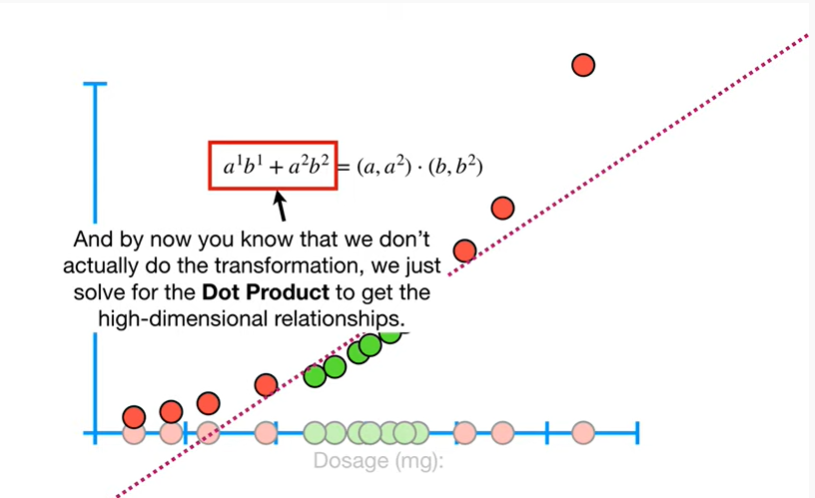 a¹b¹ + a²b² = (a, a²) · (b, b²)
And by now you know that we don’t
actually do the transformation, we just
solve for the Dot Product to get the
high-dimensional relationships.
Dosage (mg):